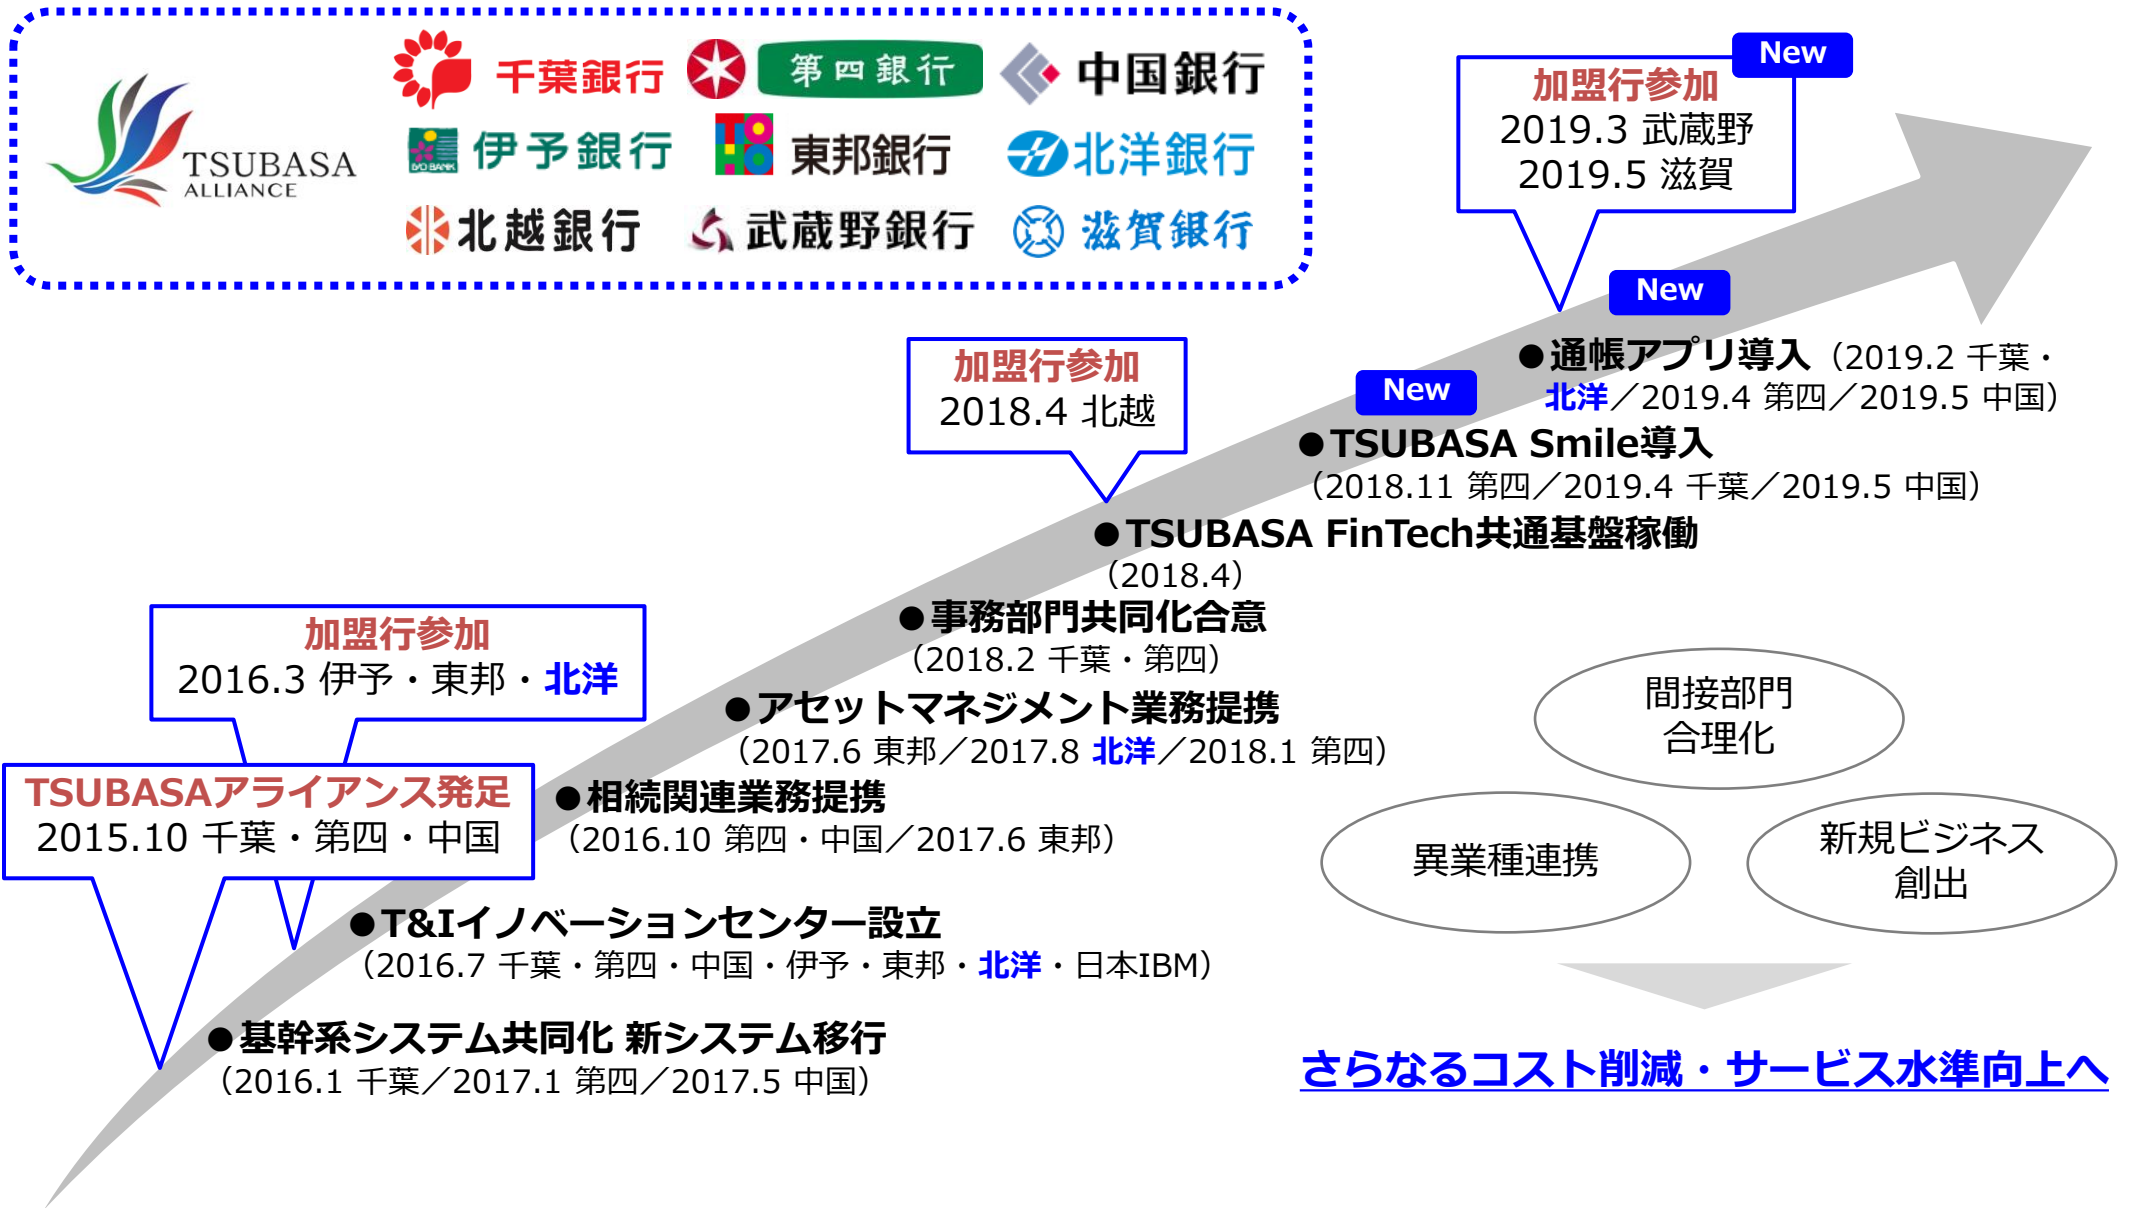 TSUBASA
ALLIANCE
千葉銀行
第四銀行
中国銀行
IYO BANK
伊予銀行
TOHO
東邦銀行
北洋銀行
北越銀行
武蔵野銀行
滋賀銀行
New
加盟行参加
2019.3 武蔵野
2019.5 滋賀
New
●通帳アプリ導入（2019.2 千葉・
北洋／2019.4 第四／2019.5 中国）
加盟行参加
2018.4 北越
New
●TSUBASA Smile導入
（2018.11 第四／2019.4 千葉／2019.5 中国）
●TSUBASA FinTech共通基盤稼働
（2018.4）
●事務部門共同化合意
（2018.2 千葉・第四）
加盟行参加
2016.3 伊予・東邦・北洋
●アセットマネジメント業務提携
（2017.6 東邦／2017.8 北洋／2018.1 第四）
TSUBASAアライアンス発足
2015.10 千葉・第四・中国
●相続関連業務提携
（2016.10 第四・中国／2017.6 東邦）
●T&Iイノベーションセンター設立
（2016.7 千葉・第四・中国・伊予・東邦・北洋・日本IBM）
●基幹系システム共同化 新システム移行
（2016.1 千葉／2017.1 第四／2017.5 中国）
間接部門
合理化
異業種連携
新規ビジネス
創出
さらなるコスト削減・サービス水準向上へ